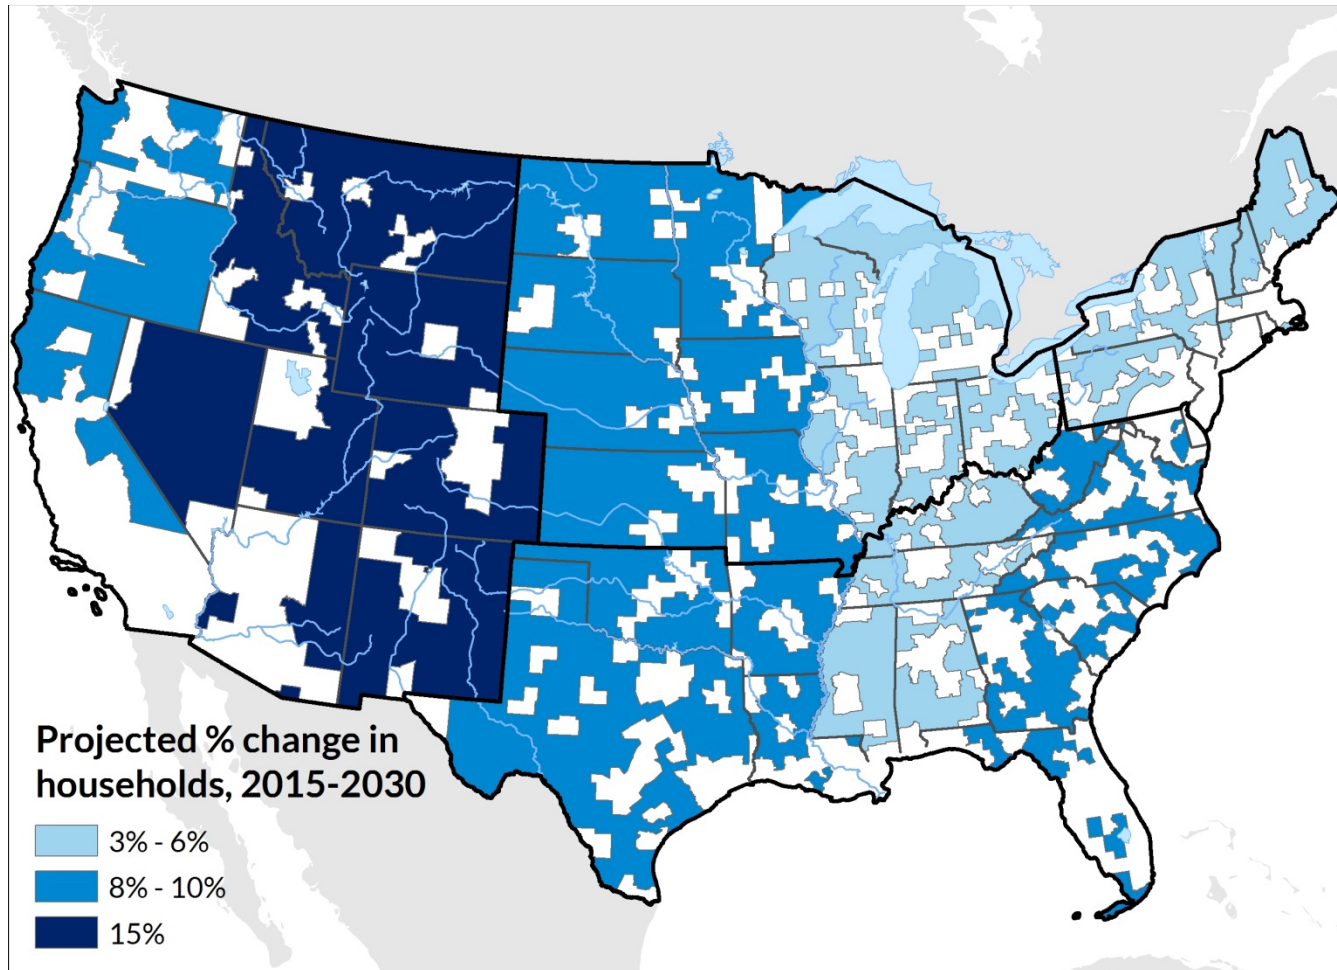 Projected % change in
households, 2015-2030
3% - 6%
8% - 10%
15%